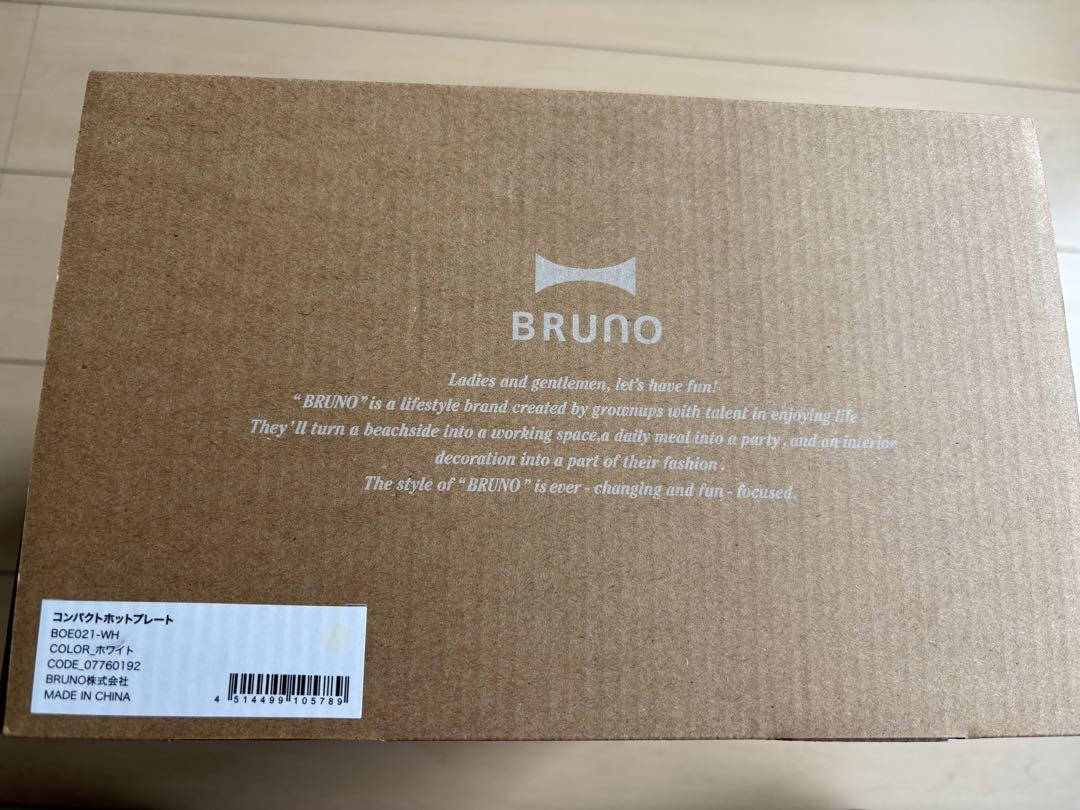 BRUNO
Ladies and gentlemen, let's have fun!
“BRUNO” is a lifestyle brand created by grownups with talent in enjoying life.
They'll turn a beachside into a working space,a daily meal into a party , and an interior
decoration into a part of their fashion .
The style of “BRUNO” is ever - changing and fun - focused.
コンパクトホットプレート
BOE021-WH
COLOR_ホワイト
CODE_07760192
BRUNO株式会社
MADE IN CHINA
4 514499 105789